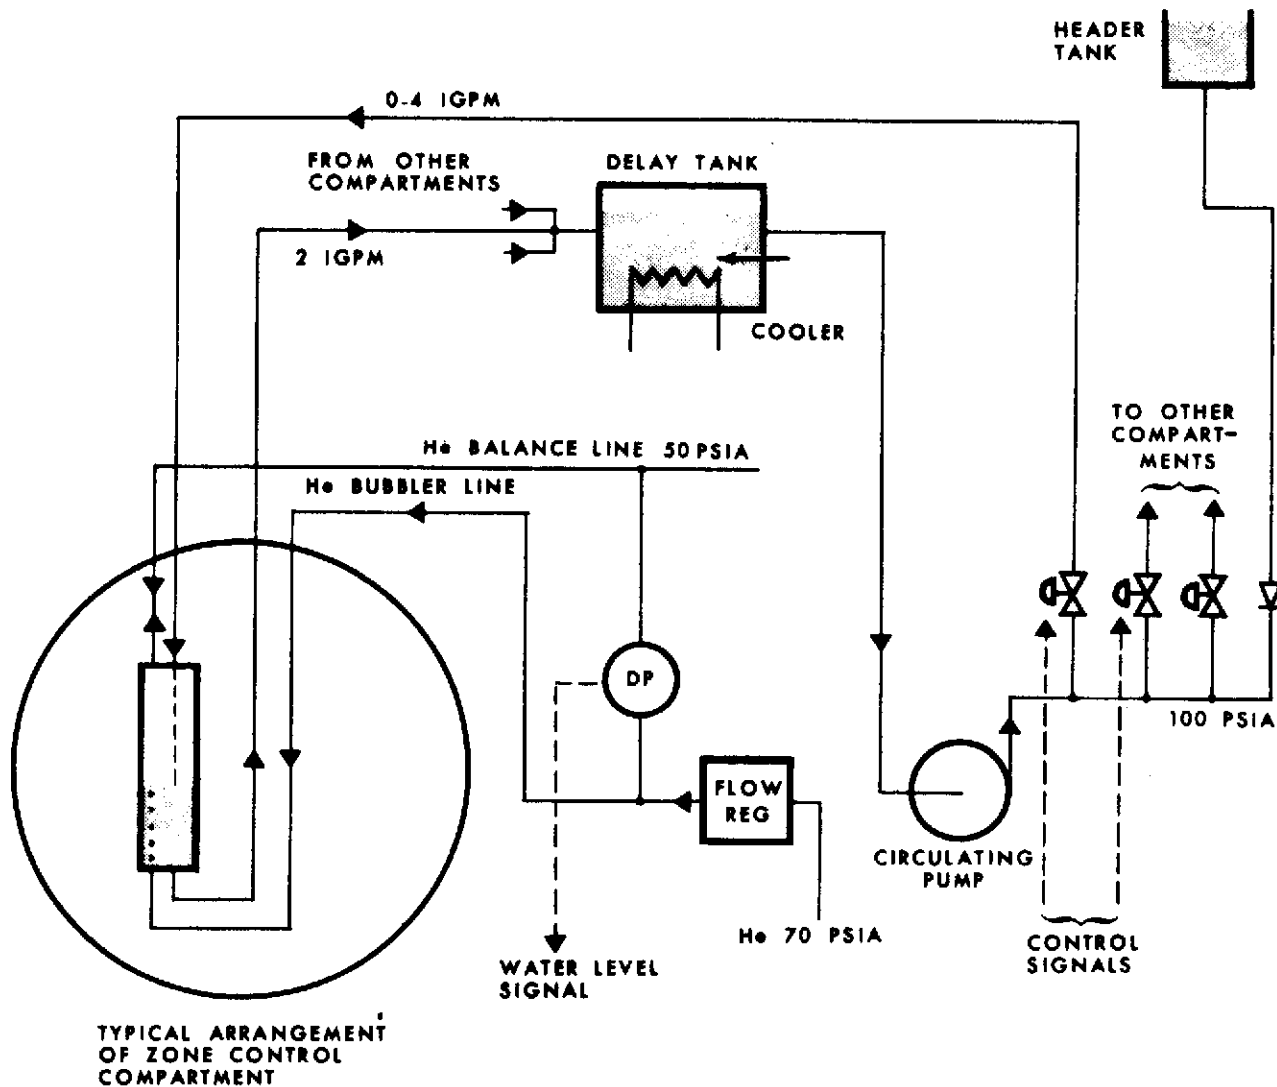 HEADER
TANK
0-4 IGPM
FROM OTHER
COMPARTMENTS
DELAY TANK
2 IGPM
COOLER
TO OTHER
COMPART-
MENTS
He BALANCE LINE 50 PSIA
He BUBBLER LINE
DP
100 PSIA
FLOW
REG
CIRCULATING
PUMP
He 70 PSIA
WATER LEVEL
SIGNAL
CONTROL
SIGNALS
TYPICAL ARRANGEMENT
OF ZONE CONTROL
COMPARTMENT